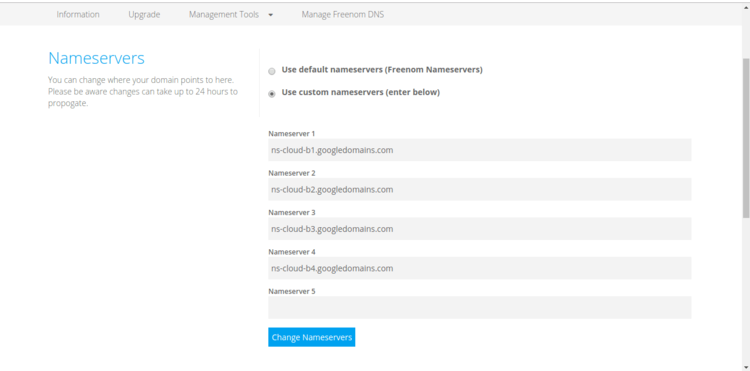 Information Upgrade Management Tools Manage Freenom DNS
Nameservers
You can change where your domain points to here.
Please be aware changes can take up to 24 hours to
propogate.
Use default nameservers (Freenom Nameservers)
Use custom nameservers (enter below)
Nameserver 1
ns-cloud-b1.googledomains.com
Nameserver 2
ns-cloud-b2.googledomains.com
Nameserver 3
ns-cloud-b3.googledomains.com
Nameserver 4
ns-cloud-b4.googledomains.com
Nameserver 5
Change Nameservers